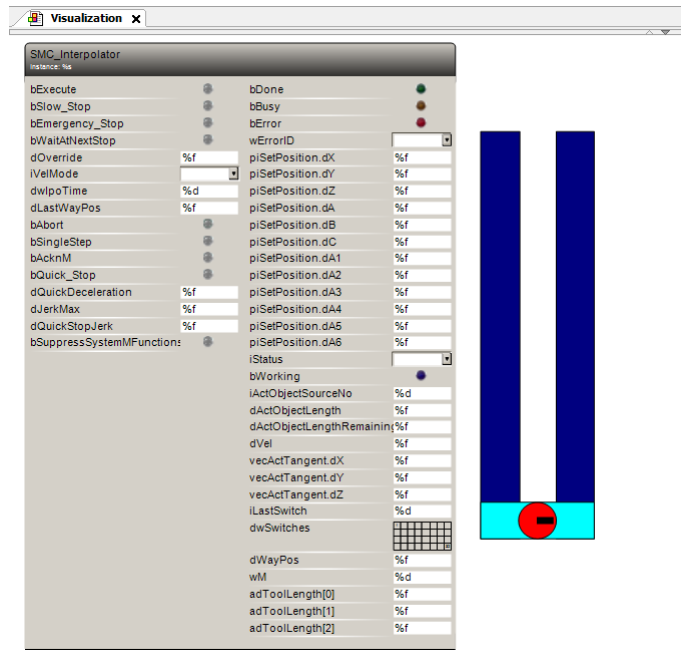 Visualization
SMC_Interpolator
Instance: %s
bExecute bDone
bSlow_Stop bBusy
bEmergency_Stop bError
bWaitAtNextStop wErrorID
dOverride %f piSetPosition.dX %f
iVelMode piSetPosition.dY %f
dwIpoTime %d piSetPosition.dZ %f
dLastWayPos %f piSetPosition.dA %f
bAbort piSetPosition.dB %f
bSingleStep piSetPosition.dC %f
bAcknM piSetPosition.dA1 %f
bQuick_Stop piSetPosition.dA2 %f
dQuickDeceleration %f piSetPosition.dA3 %f
dJerkMax %f piSetPosition.dA4 %f
dQuickStopJerk %f piSetPosition.dA5 %f
bSuppressSystemMFunctions piSetPosition.dA6 %f
iStatus
bWorking
iActObjectSourceNo %d
dActObjectLength %f
dActObjectLengthRemaining %f
dVel %f
vecActTangent.dX %f
vecActTangent.dY %f
vecActTangent.dZ %f
iLastSwitch %d
dwSwitches
dWayPos %f
wM %d
adToolLength[0] %f
adToolLength[1] %f
adToolLength[2] %f